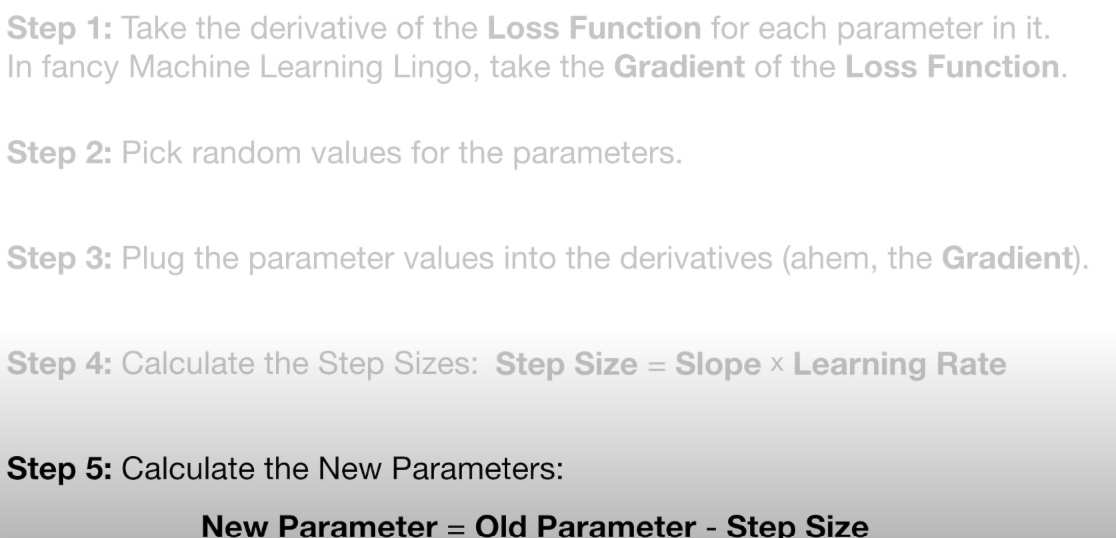 Step 1: Take the derivative of the Loss Function for each parameter in it.
In fancy Machine Learning Lingo, take the Gradient of the Loss Function.
Step 2: Pick random values for the parameters.
Step 3: Plug the parameter values into the derivatives (ahem, the Gradient).
Step 4: Calculate the Step Sizes: Step Size = Slope × Learning Rate
Step 5: Calculate the New Parameters:
New Parameter = Old Parameter - Step Size